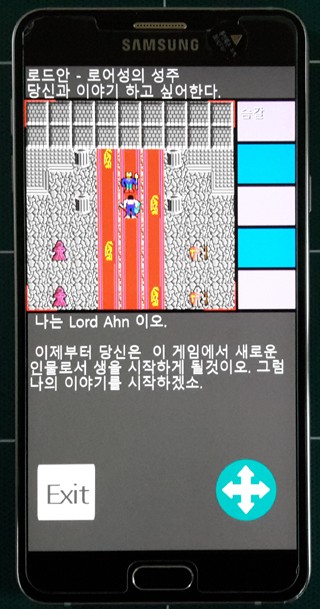 SAMSUNG
로드안 - 로어성의 성주
당신과 이야기 하고 싶어한다.
슴갈
나는 Lord Ahn 이오.
이제부터 당신은 이 게임에서 새로운
인물로서 생을 시작하게 될것이오. 그럼
나의 이야기를 시작하겠소.
Exit